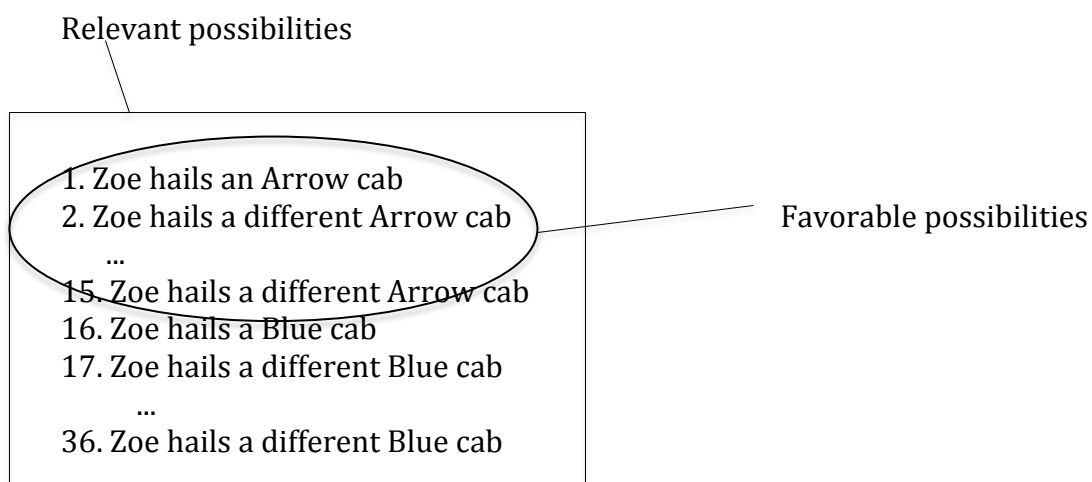 Relevant possibilities
1. Zoe hails an Arrow cab
2. Zoe hails a different Arrow cab
Favorable possibilities
...
15. Zoe hails a different Arrow cab
16. Zoe hails a Blue cab
17. Zoe hails a different Blue cab
...
36. Zoe hails a different Blue cab